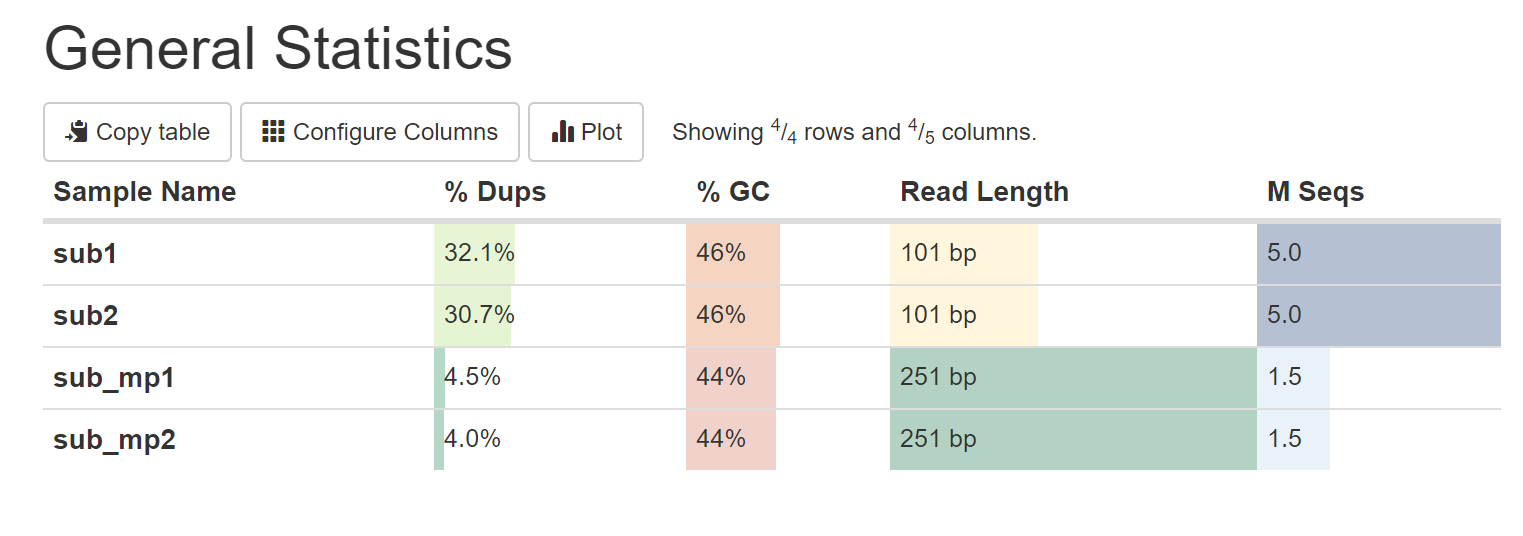 General Statistics
Copy table Configure Columns Plot Showing 4/4 rows and 4/5 columns.
Sample Name % Dups % GC Read Length M Seqs
sub1 32.1% 46% 101 bp 5.0
sub2 30.7% 46% 101 bp 5.0
sub_mp1 4.5% 44% 251 bp 1.5
sub_mp2 4.0% 44% 251 bp 1.5